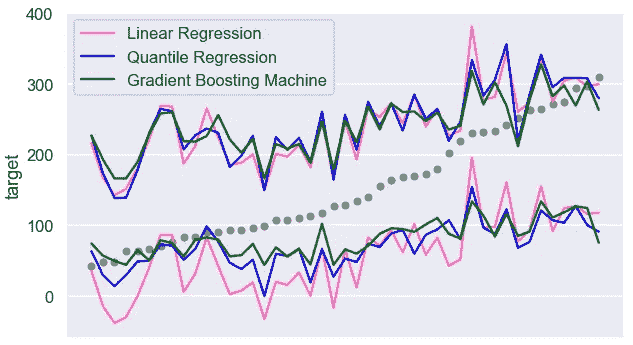 400
Linear Regression
Quantile Regression
Gradient Boosting Machine
300
200
target
100
0